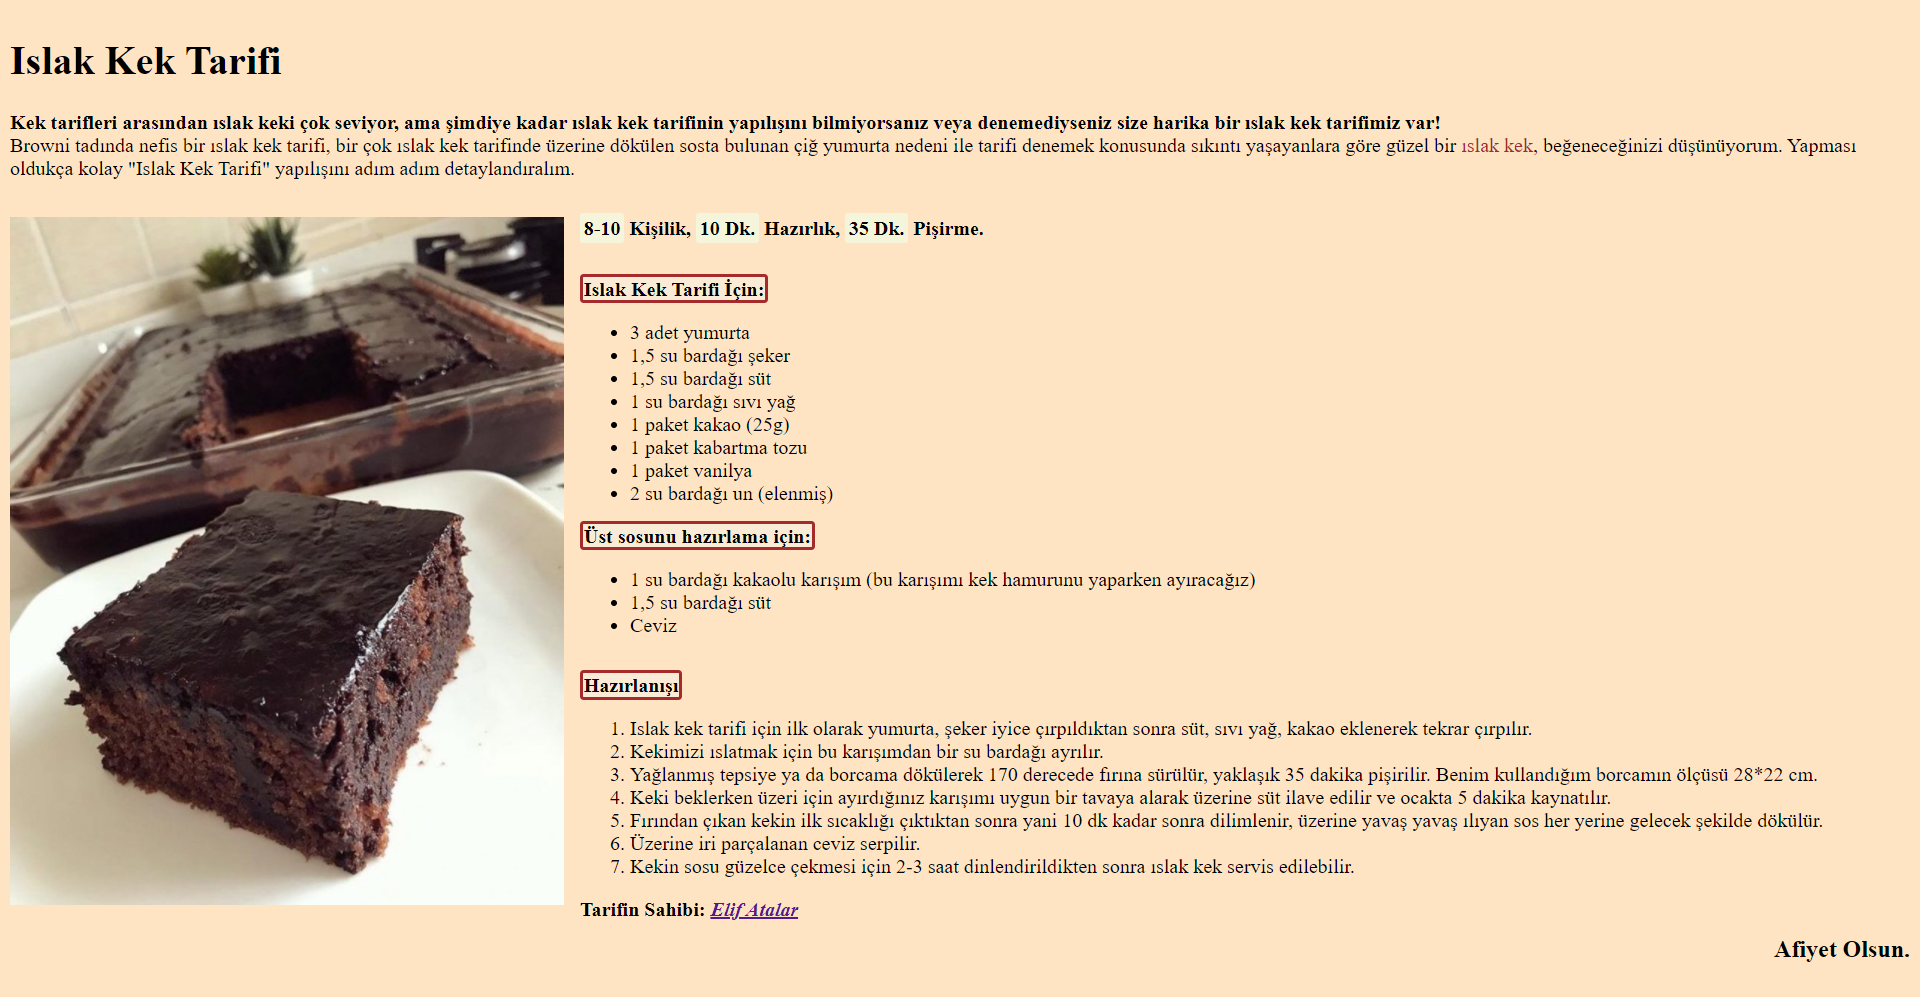 Islak Kek Tarifi
Kek tarifleri arasından ıslak keki çok seviyor, ama şimdiye kadar ıslak kek tarifinin yapılışını bilmiyorsanız veya denemediyseniz size harika bir ıslak kek tarifimiz var!
Browni tadında nefis bir ıslak kek tarifi, bir çok ıslak kek tarifinde üzerine dökülen sosta bulunan çiğ yumurta nedeni ile tarifi denemek konusunda sıkıntı yaşayanlara göre güzel bir ıslak kek, beğeneceğinizi düşünüyorum. Yapması
oldukça kolay "Islak Kek Tarifi" yapılışını adım adım detaylandıralım.
8-10 Kişilik, 10 Dk. Hazırlık, 35 Dk. Pişirme.
Islak Kek Tarifi İçin:
• 3 adet yumurta
• 1,5 su bardağı şeker
• 1,5 su bardağı süt
• 1 su bardağı sıvı yağ
• 1 paket kakao (25g)
• 1 paket kabartma tozu
• 1 paket vanilya
• 2 su bardağı un (elenmiş)
Üst sosunu hazırlama için:
• 1 su bardağı kakaolu karışım (bu karışımı kek hamurunu yaparken ayıracağız)
• 1,5 su bardağı süt
• Ceviz
Hazırlanışı
1. Islak kek tarifi için ilk olarak yumurta, şeker iyice çırpıldıktan sonra süt, sıvı yağ, kakao eklenerek tekrar çırpılır.
2. Kekimizi ıslatmak için bu karışımdan bir su bardağı ayrılır.
3. Yağlanmış tepsiye ya da borcama dökülerek 170 derecede fırına sürülür, yaklaşık 35 dakika pişirilir. Benim kullandığım borcamın ölçüsü 28*22 cm.
4. Keki beklerken üzeri için ayırdığınız karışımı uygun bir tavaya alarak üzerine süt ilave edilir ve ocakta 5 dakika kaynatılır.
5. Fırından çıkan kekin ilk sıcaklığı çıktıktan sonra yani 10 dk kadar sonra dilimlenir, üzerine yavaş yavaş ılıyan sos her yerine gelecek şekilde dökülür.
6. Üzerine iri parçalanan ceviz serpilir.
7. Kekin sosu güzelce çekmesi için 2-3 saat dinlendirildikten sonra ıslak kek servis edilebilir.
Tarifin Sahibi: Elif Atalar
Afiyet Olsun.